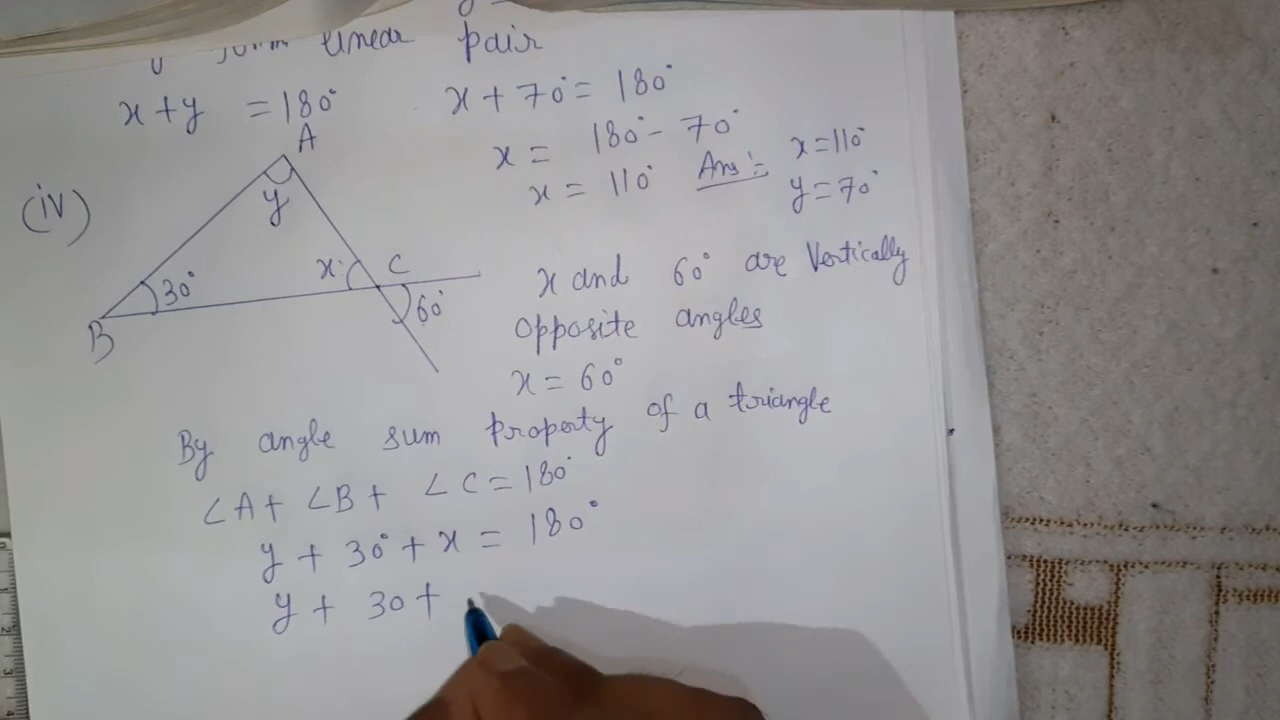 linear pair
x + y = 180°
x + 70° = 180°
x = 180° - 70°
x = 110°
Ans :- x = 110°
y = 70°
(iv)
A
y
x
C
30°
60°
B
x and 60° are Vertically
opposite angles
x = 60°
By angle sum property of a triangle
∠A + ∠B + ∠C = 180°
y + 30° + x = 180°
y + 30 +